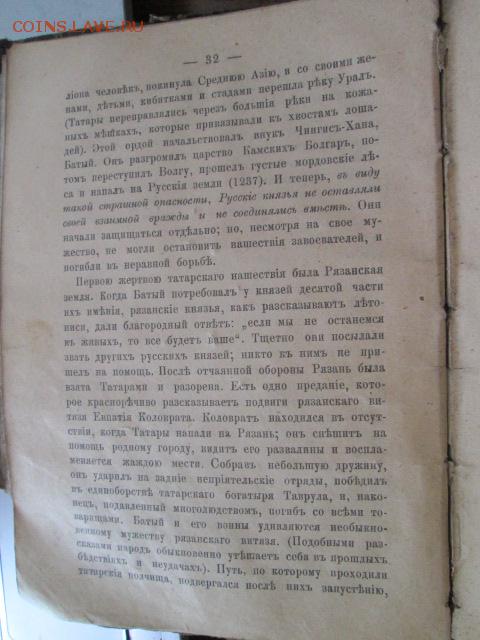 COINS.LAVE.RU
— 32 —
ліона человѣкъ, покинула Среднюю Азію, и со своими же-
нами, дѣтьми, кибитками и стадами перешла рѣку Уралъ.
(Татары переправлялись черезъ большія рѣки на кожа-
ныхъ мѣшкахъ, которые привязывали къ хвостамъ лоша-
дей). Этой ордой начальствовалъ внукъ Чингисъ-Хана,
Батый. Онъ разгромилъ царство Камскихъ Болгаръ, по-
томъ переступилъ Волгу, прошелъ густые мордовскіе лѣ-
са и напалъ на Русскія земли (1237). И теперь, въ виду
такой страшной опасности, Русскіе князья не оставляли
своей взаимной вражды и не соединялись вмѣстѣ. Они
начали защищаться отдѣльно; но, несмотря на свое му-
жество, не могли остановить нашествія завоевателей, и
погибли въ неравной борьбѣ.
Первою жертвою татарскаго нашествія была Рязанская
земля. Когда Батый потребовалъ у князей десятой части
ихъ имѣнія, рязанскіе князья, какъ разсказываютъ лѣто-
писи, дали благородный отвѣтъ: „если мы не останемся
въ живыхъ, то все будетъ ваше“. Тщетно они посылали
звать другихъ русскихъ князей; никто къ нимъ не при-
шелъ на помощь. Послѣ отчаянной обороны Рязань была
взята Татарами и разорена. Есть одно преданіе, кото-
рое краснорѣчиво разсказываетъ подвиги рязанскаго ви-
тязя Евпатія Коловрата. Коловратъ находился въ отсут-
ствіи, когда Татары напали на Рязань; онъ спѣшитъ на
помощь родному городу, видитъ его развалины и воспла-
меняется жаждою мести. Собравъ небольшую дружину,
онъ ударилъ на задніе непріятельскіе отряды, побѣдилъ
въ единоборствѣ татарскаго богатыря Таврула, и, нако-
нецъ, подавленный многолюдствомъ, погибъ со всѣми то-
варищами. Батый и его воины удивляются необыкно-
венному мужеству рязанскаго витязя. (Подобными раз-
сказами народъ обыкновенно утѣшаетъ себя въ прошлыхъ
бѣдствіяхъ и неудачахъ). Путь, по которому проходили
татарскія полчища, подвергался послѣ нихъ запустѣнію,